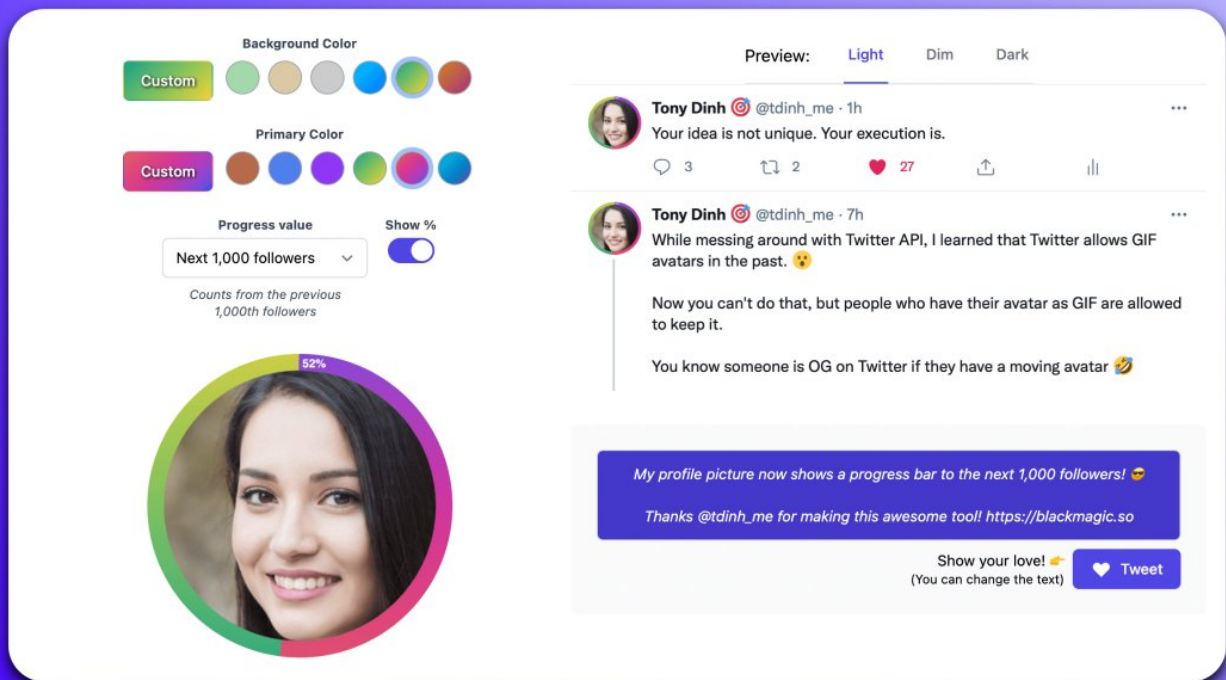 Background Color
Custom
Primary Color
Custom
Progress value
Show %
Next 1,000 followers
Counts from the previous
1,000th followers
52%
Preview:
Light
Dim
Dark
Tony Dinh 🎯 @tdinh_me · 1h
Your idea is not unique. Your execution is.
3
2
27
Tony Dinh 🎯 @tdinh_me · 7h
While messing around with Twitter API, I learned that Twitter allows GIF
avatars in the past. 😮
Now you can't do that, but people who have their avatar as GIF are allowed
to keep it.
You know someone is OG on Twitter if they have a moving avatar 🤣
My profile picture now shows a progress bar to the next 1,000 followers! 😎
Thanks @tdinh_me for making this awesome tool! https://blackmagic.so
Show your love! 👉
(You can change the text)
Tweet